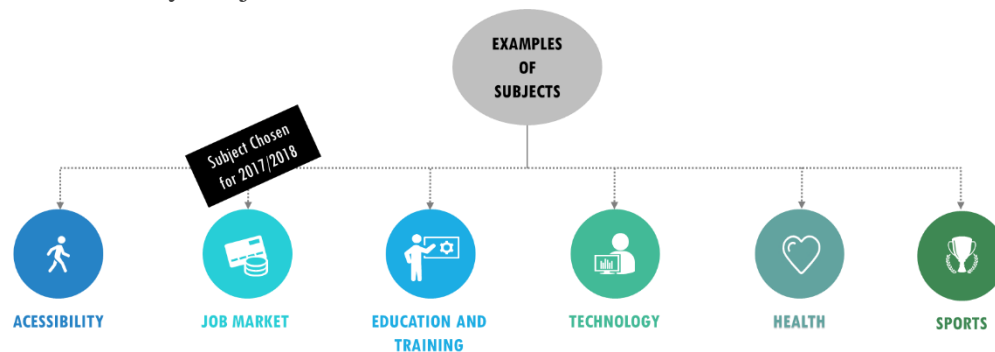 EXAMPLES
OF
SUBJECTS
Subject Chosen
for 2017/2018
ACESSIBILITY
JOB MARKET
EDUCATION AND
TRAINING
TECHNOLOGY
HEALTH
SPORTS